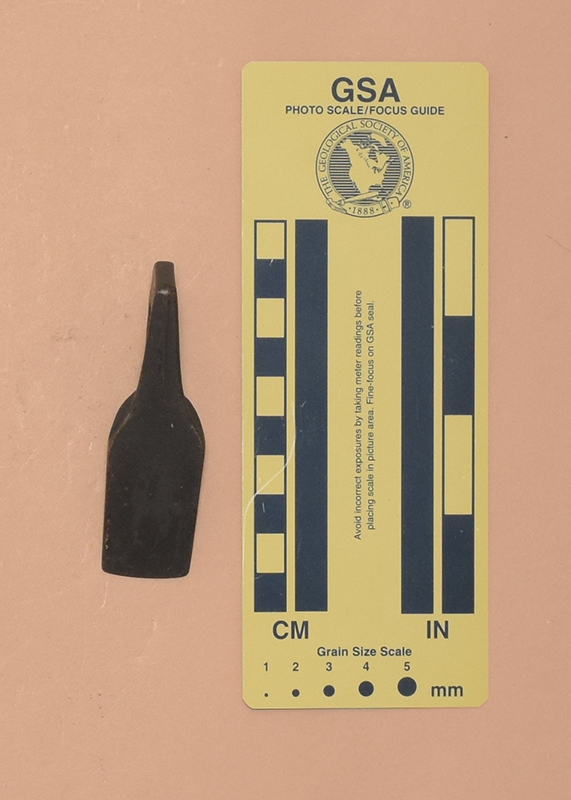 GSA
PHOTO SCALE/FOCUS GUIDE
THE GEOLOGICAL SOCIETY OF AMERICA
·1888·
®
Avoid incorrect exposures by taking meter readings before
placing scale in picture area. Fine-focus on GSA seal.
CM
IN
Grain Size Scale
1 2 3 4 5
mm